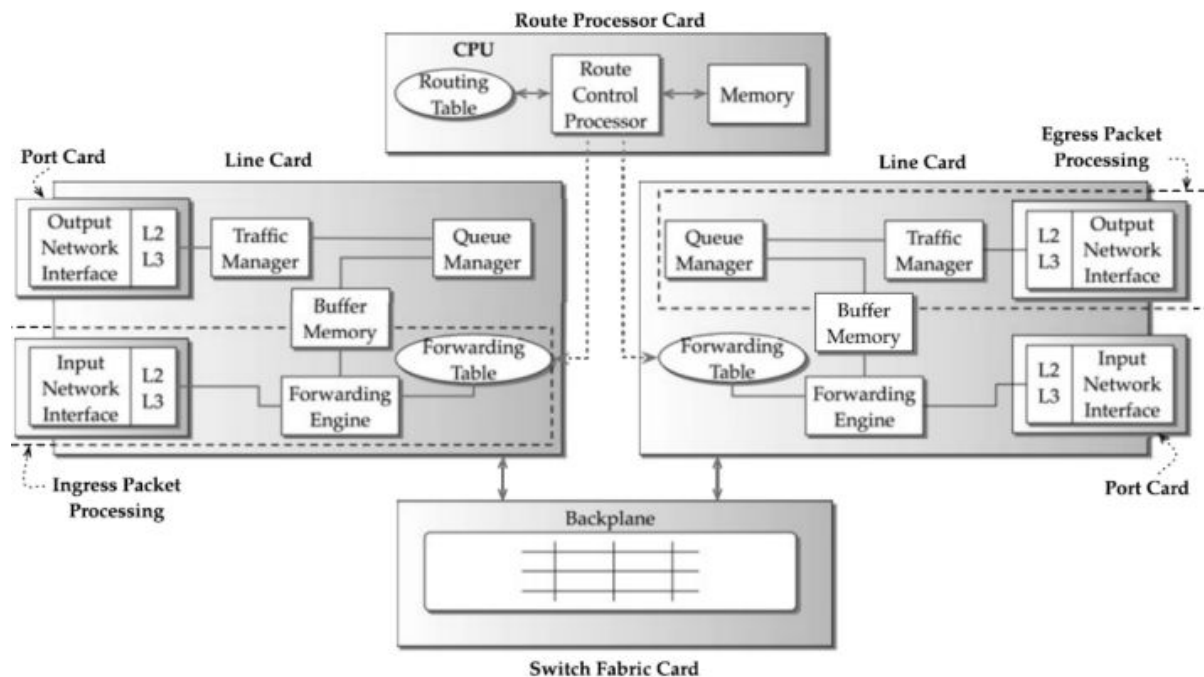 Route Processor Card
CPU
Routing
Table
Route
Control
Processor
Memory
Port Card
Line Card
Output
Network
Interface
L2
L3
Traffic
Manager
Queue
Manager
Buffer
Memory
Input
Network
Interface
L2
L3
Forwarding
Engine
Forwarding
Table
Ingress Packet
Processing
Line Card
Egress Packet
Processing
Queue
Manager
Traffic
Manager
L2
L3
Output
Network
Interface
Buffer
Memory
Forwarding
Table
Forwarding
Engine
L2
L3
Input
Network
Interface
Port Card
Backplane
Switch Fabric Card